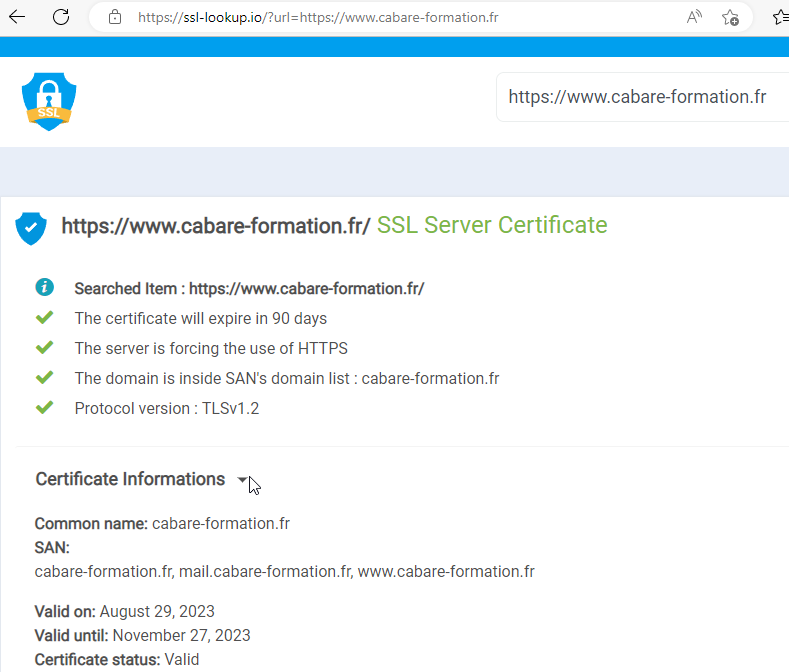 https://ssl-lookup.io/?url=https://www.cabare-formation.fr
SSL
https://www.cabare-formation.fr
https://www.cabare-formation.fr/ SSL Server Certificate
Searched Item : https://www.cabare-formation.fr/
The certificate will expire in 90 days
The server is forcing the use of HTTPS
The domain is inside SAN's domain list : cabare-formation.fr
Protocol version : TLSv1.2
Certificate Informations
Common name: cabare-formation.fr
SAN:
cabare-formation.fr, mail.cabare-formation.fr, www.cabare-formation.fr
Valid on: August 29, 2023
Valid until: November 27, 2023
Certificate status: Valid